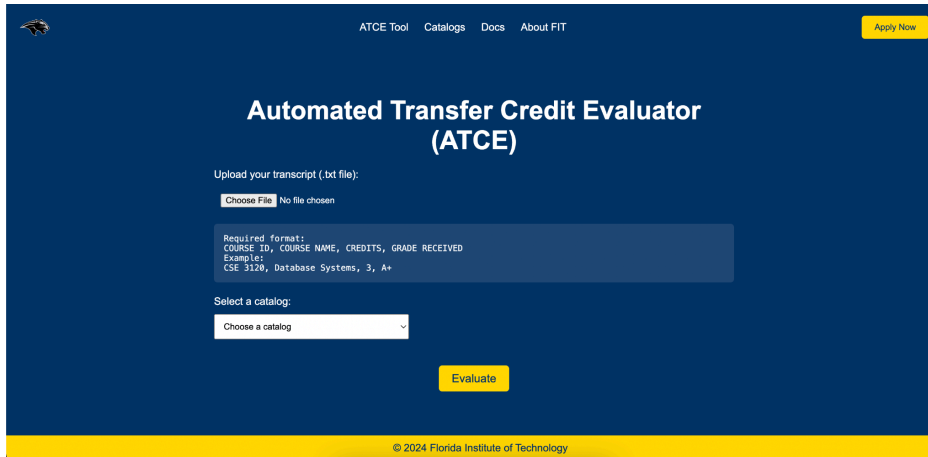 ATCE Tool Catalogs Docs About FIT Apply Now
Automated Transfer Credit Evaluator
(ATCE)
Upload your transcript (.txt file):
Choose File No file chosen
Required format:
COURSE ID, COURSE NAME, CREDITS, GRADE RECEIVED
Example:
CSE 3120, Database Systems, 3, A+
Select a catalog:
Choose a catalog
Evaluate
© 2024 Florida Institute of Technology